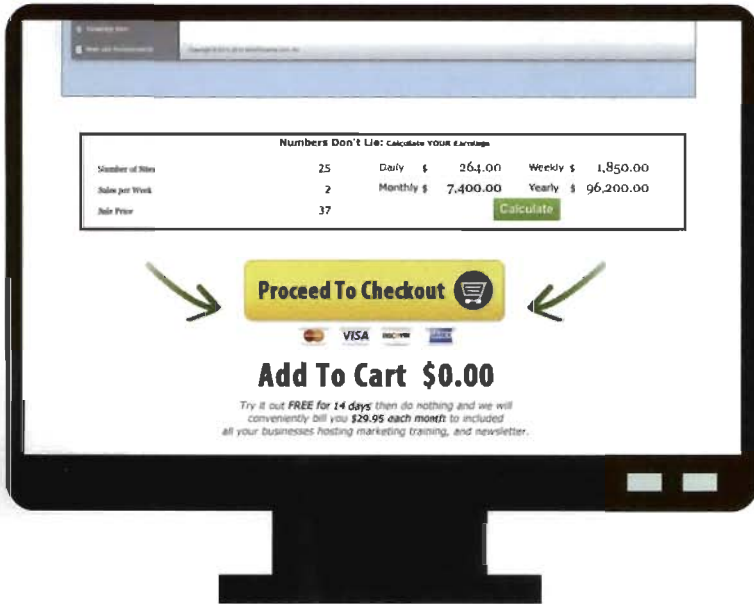 Numbers Don't Lie: Calculate YOUR Earnings
Number of Sites 25 Daily $ 264.00 Weekly $ 1,850.00
Sales per Week 2 Monthly $ 7,400.00 Yearly $ 96,200.00
Sale Price 37 Calculate
Proceed To Checkout
VISA DISCOVER
Add To Cart $0.00
Try it out FREE for 14 days then do nothing and we will
conveniently bill you $29.95 each month to included
all your businesses hosting marketing training, and newsletter.